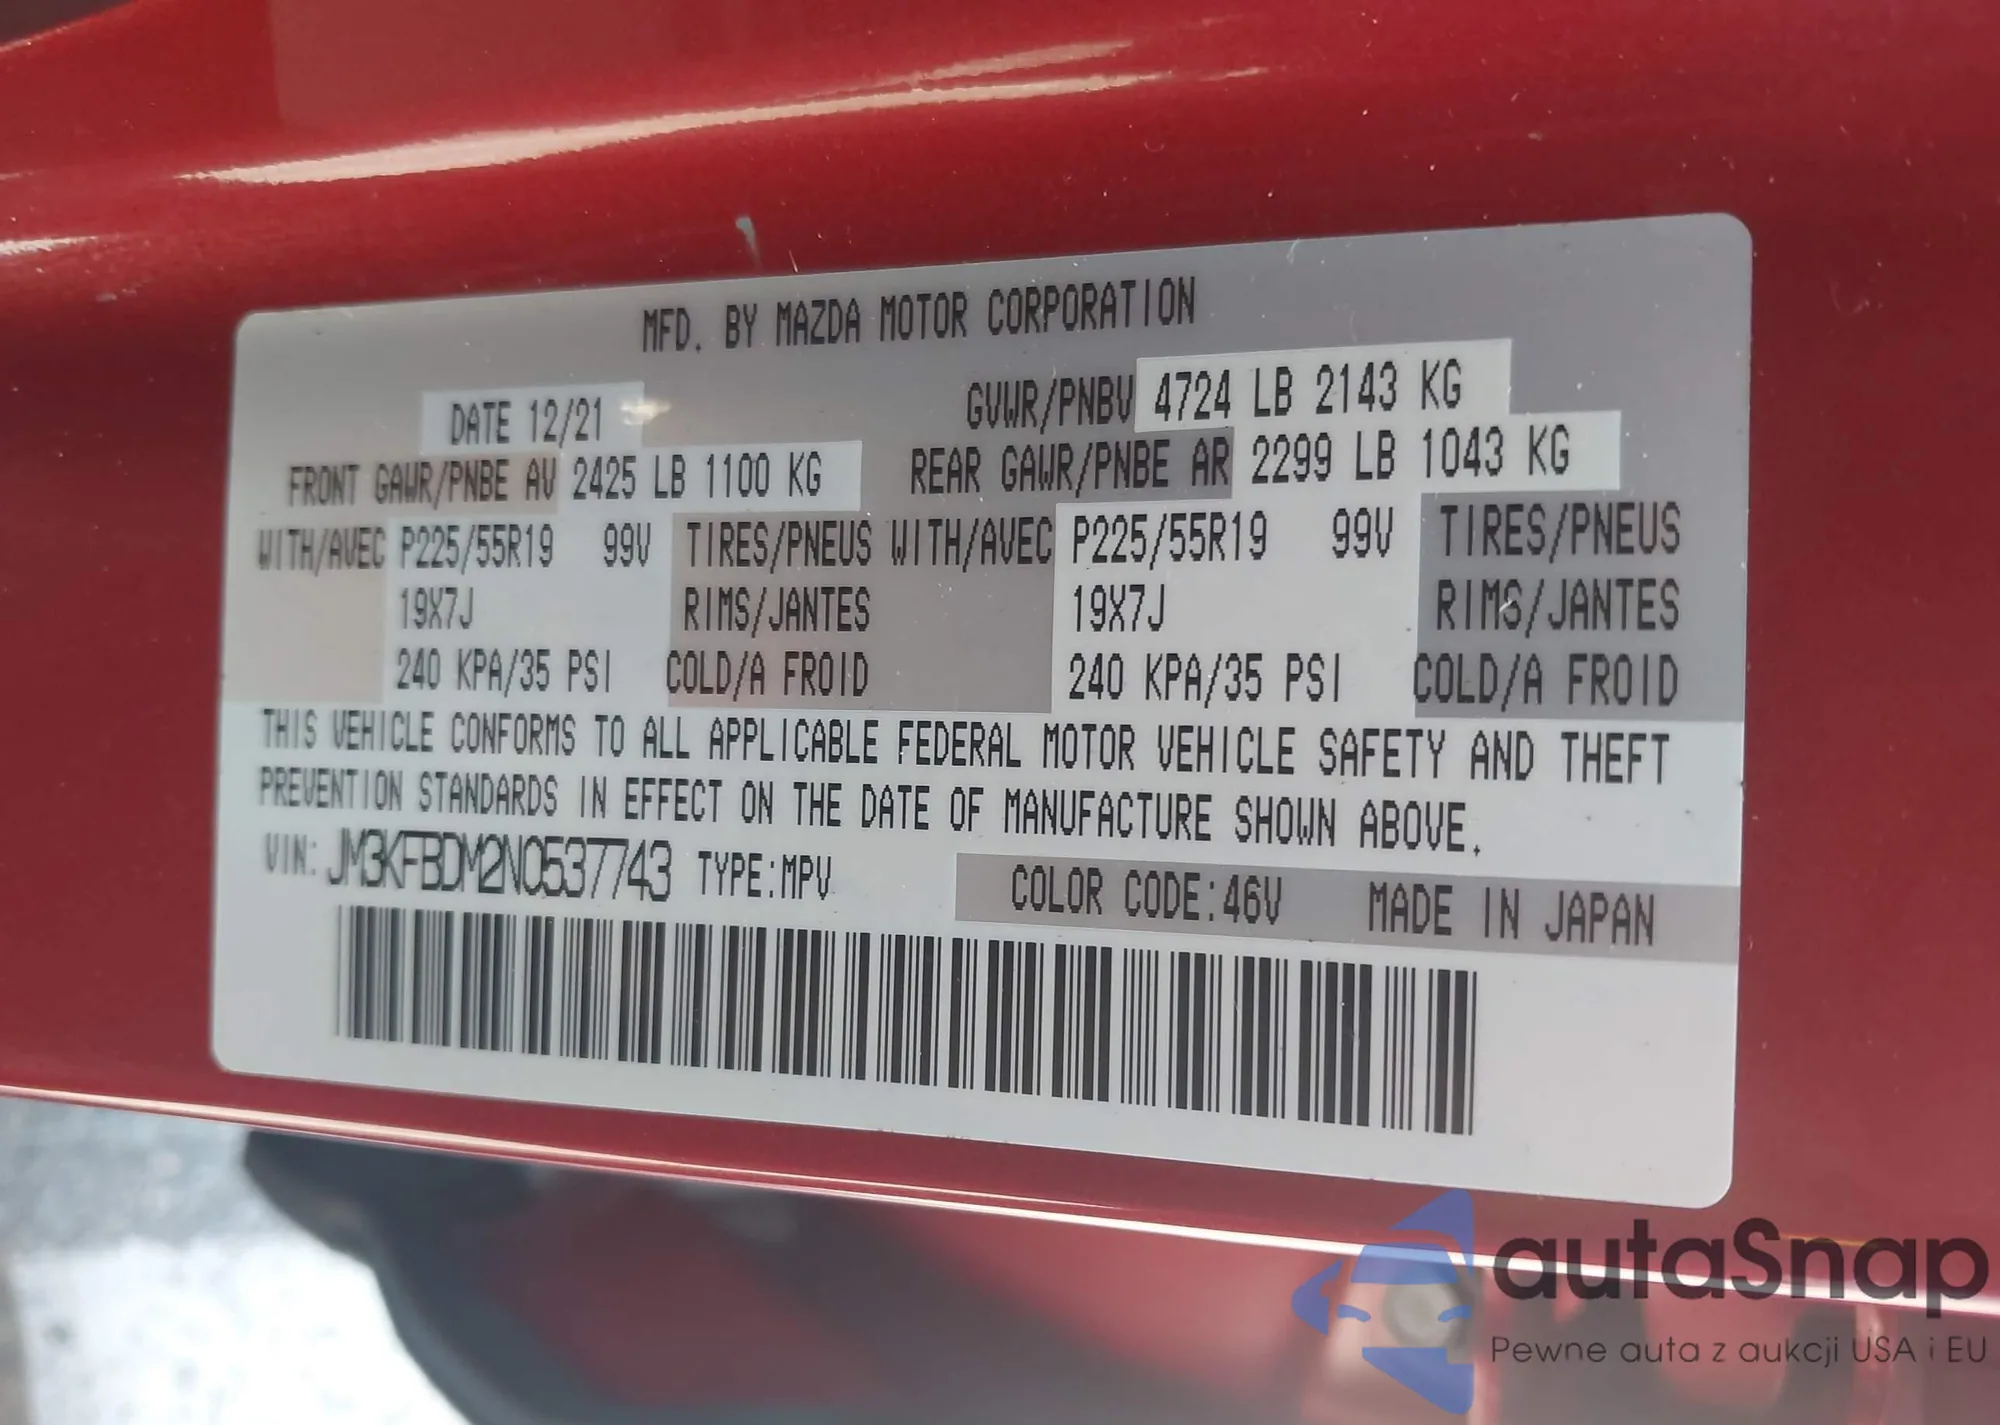 MFD. BY MAZDA MOTOR CORPORATION
DATE 12/21 GVWR/PNBV 4724 LB 2143 KG
FRONT GAWR/PNBE AV 2425 LB 1100 KG REAR GAWR/PNBE AR 2299 LB 1043 KG
WITH/AVEC P225/55R19 99V TIRES/PNEUS WITH/AVEC P225/55R19 99V TIRES/PNEUS
19X7J RIMS/JANTES 19X7J RIMS/JANTES
240 KPA/35 PSI COLD/A FROID 240 KPA/35 PSI COLD/A FROID
THIS VEHICLE CONFORMS TO ALL APPLICABLE FEDERAL MOTOR VEHICLE SAFETY AND THEFT
PREVENTION STANDARDS IN EFFECT ON THE DATE OF MANUFACTURE SHOWN ABOVE.
VIN: JM3KFBDM2N0537743 TYPE:MPV COLOR CODE:46V MADE IN JAPAN
autaSnap
Pewne auta z aukcji USA i EU